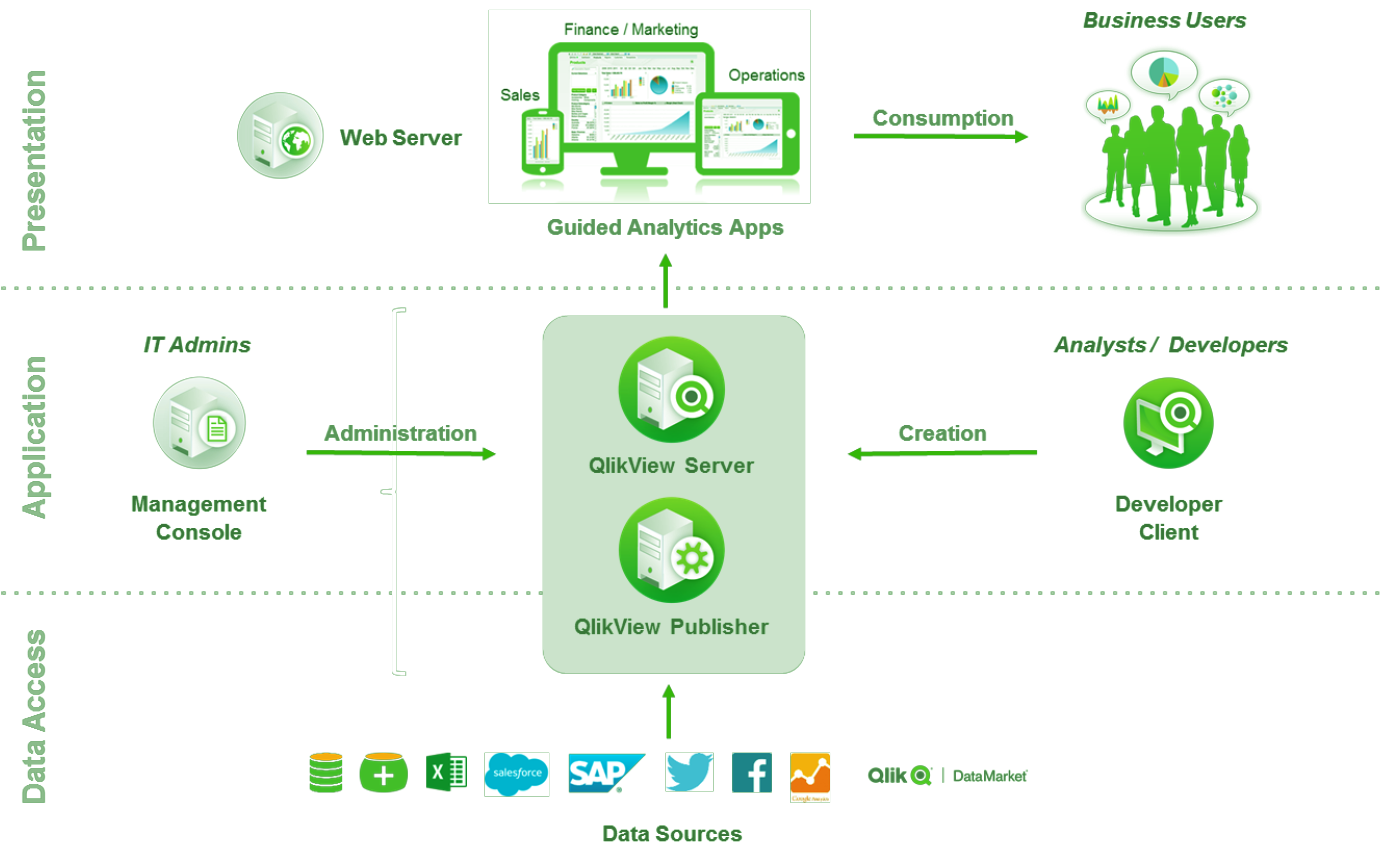 Presentation
Web Server
Finance / Marketing
Sales
Operations
Guided Analytics Apps
Consumption
Business Users
Application
IT Admins
Management
Console
Administration
QlikView Server
QlikView Publisher
Creation
Analysts / Developers
Developer
Client
Data Access
X
salesforce
SAP®
f
Qlik
DataMarket
Data Sources